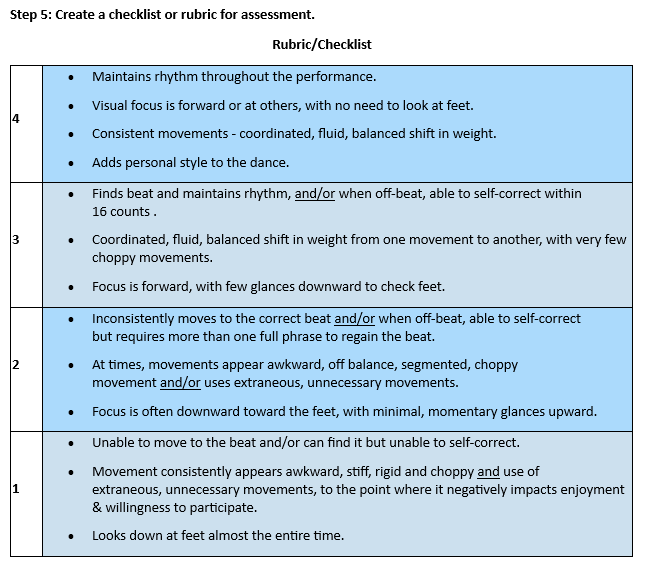 Step 5: Create a checklist or rubric for assessment.
Rubric/Checklist
4
• Maintains rhythm throughout the performance.
• Visual focus is forward or at others, with no need to look at feet.
• Consistent movements - coordinated, fluid, balanced shift in weight.
• Adds personal style to the dance.
3
• Finds beat and maintains rhythm, and/or when off-beat, able to self-correct within
16 counts .
• Coordinated, fluid, balanced shift in weight from one movement to another, with very few
choppy movements.
• Focus is forward, with few glances downward to check feet.
2
• Inconsistently moves to the correct beat and/or when off-beat, able to self-correct
but requires more than one full phrase to regain the beat.
• At times, movements appear awkward, off balance, segmented, choppy
movement and/or uses extraneous, unnecessary movements.
• Focus is often downward toward the feet, with minimal, momentary glances upward.
1
• Unable to move to the beat and/or can find it but unable to self-correct.
• Movement consistently appears awkward, stiff, rigid and choppy and use of
extraneous, unnecessary movements, to the point where it negatively impacts enjoyment
& willingness to participate.
• Looks down at feet almost the entire time.